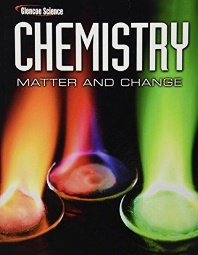 Glencoe Science
CHEMISTRY
MATTER AND CHANGE